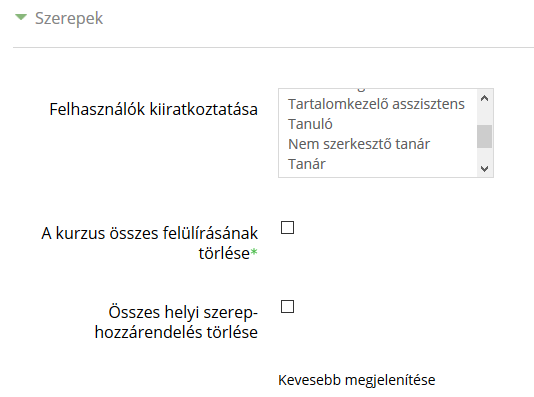 Szerepek
Felhasználók kiiratkoztatása
Tartalomkezelő asszisztens
Tanuló
Nem szerkesztő tanár
Tanár
A kurzus összes felülírásának
törlése*
Összes helyi szerep-
hozzárendelés törlése
Kevesebb megjelenítése